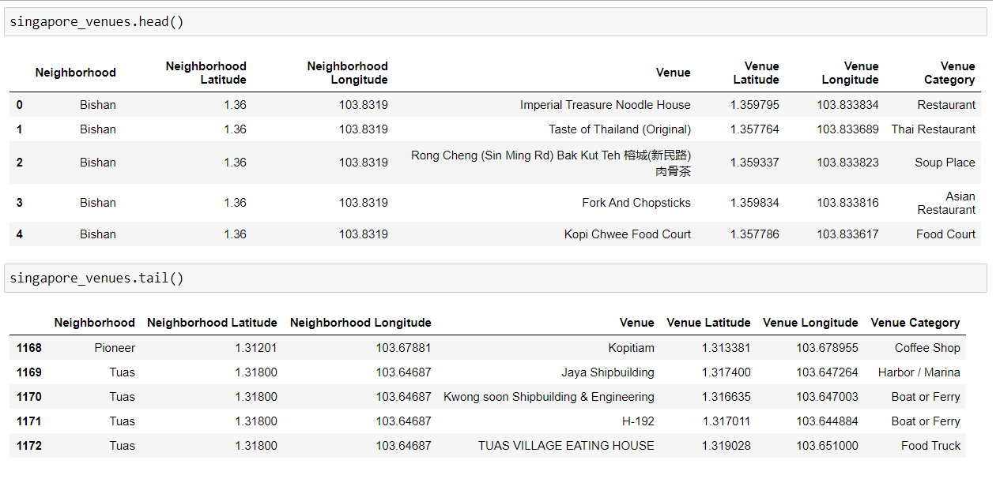 singapore_venues.head()
Neighborhood Neighborhood Latitude Neighborhood Longitude Venue Venue Latitude Venue Longitude Venue Category
0 Bishan 1.36 103.8319 Imperial Treasure Noodle House 1.359795 103.833834 Restaurant
1 Bishan 1.36 103.8319 Taste of Thailand (Original) 1.357764 103.833689 Thai Restaurant
2 Bishan 1.36 103.8319 Rong Cheng (Sin Ming Rd) Bak Kut Teh 榕城(新民路) 肉骨茶 1.359337 103.833823 Soup Place
3 Bishan 1.36 103.8319 Fork And Chopsticks 1.359834 103.833816 Asian Restaurant
4 Bishan 1.36 103.8319 Kopi Chwee Food Court 1.357786 103.833617 Food Court
singapore_venues.tail()
Neighborhood Neighborhood Latitude Neighborhood Longitude Venue Venue Latitude Venue Longitude Venue Category
1168 Pioneer 1.31201 103.67881 Kopitiam 1.313381 103.678955 Coffee Shop
1169 Tuas 1.31800 103.64687 Jaya Shipbuilding 1.317400 103.647264 Harbor / Marina
1170 Tuas 1.31800 103.64687 Kwong soon Shipbuilding & Engineering 1.316635 103.647003 Boat or Ferry
1171 Tuas 1.31800 103.64687 H-192 1.317011 103.644884 Boat or Ferry
1172 Tuas 1.31800 103.64687 TUAS VILLAGE EATING HOUSE 1.319028 103.651000 Food Truck